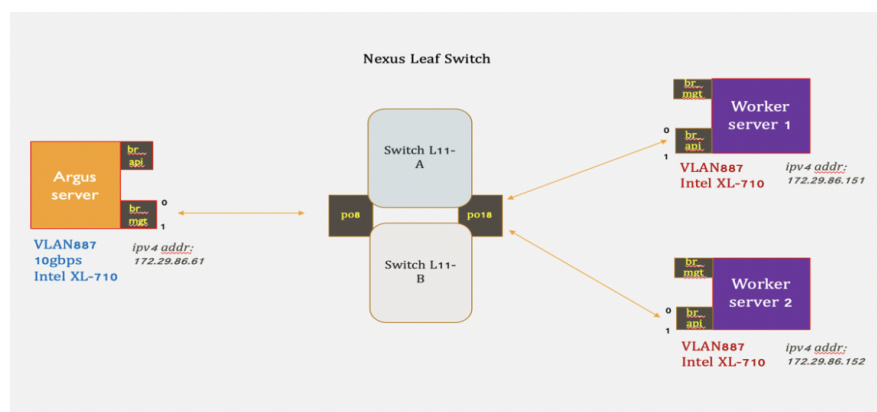 Nexus Leaf Switch
Argus
server
br_
api
br_
mgt
0
1
VLAN887
10gbps
Intel XL-710
ipv4 addr:
172.29.86.61
Switch L11-
A
po8
po18
Switch L11-
B
br_
mgt
Worker
server 1
0
br_
api
1
VLAN887
Intel XL-710
ipv4 addr:
172.29.86.151
br_
mgt
Worker
server 2
0
br_
api
1
VLAN887
Intel XL-710
ipv4 addr:
172.29.86.152